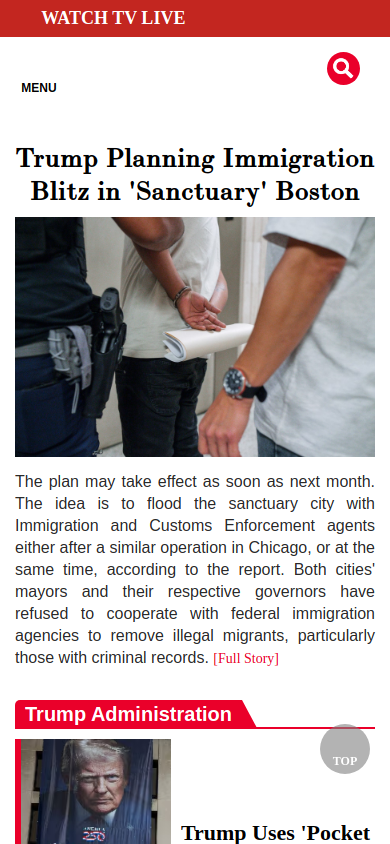 WATCH TV LIVE
MENU
Trump Planning Immigration
Blitz in 'Sanctuary' Boston
The plan may take effect as soon as next month.
The idea is to flood the sanctuary city with
Immigration and Customs Enforcement agents
either after a similar operation in Chicago, or at the
same time, according to the report. Both cities'
mayors and their respective governors have
refused to cooperate with federal immigration
agencies to remove illegal migrants, particularly
those with criminal records. [Full Story]
Trump Administration
TOP
250
Trump Uses 'Pocket